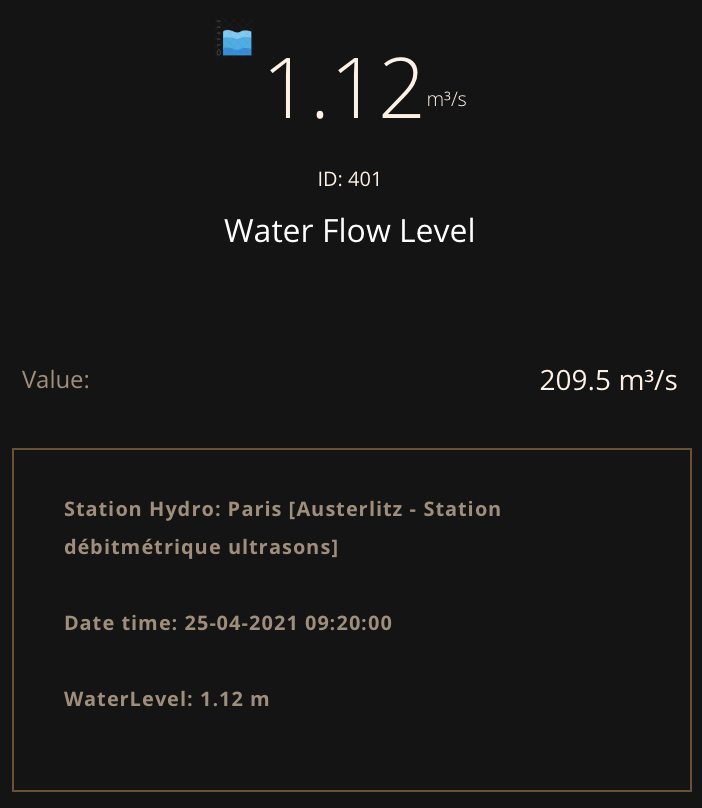 1.12 m³/s
ID: 401
Water Flow Level
Value: 209.5 m³/s
Station Hydro: Paris [Austerlitz - Station
débitmétrique ultrasons]
Date time: 25-04-2021 09:20:00
WaterLevel: 1.12 m